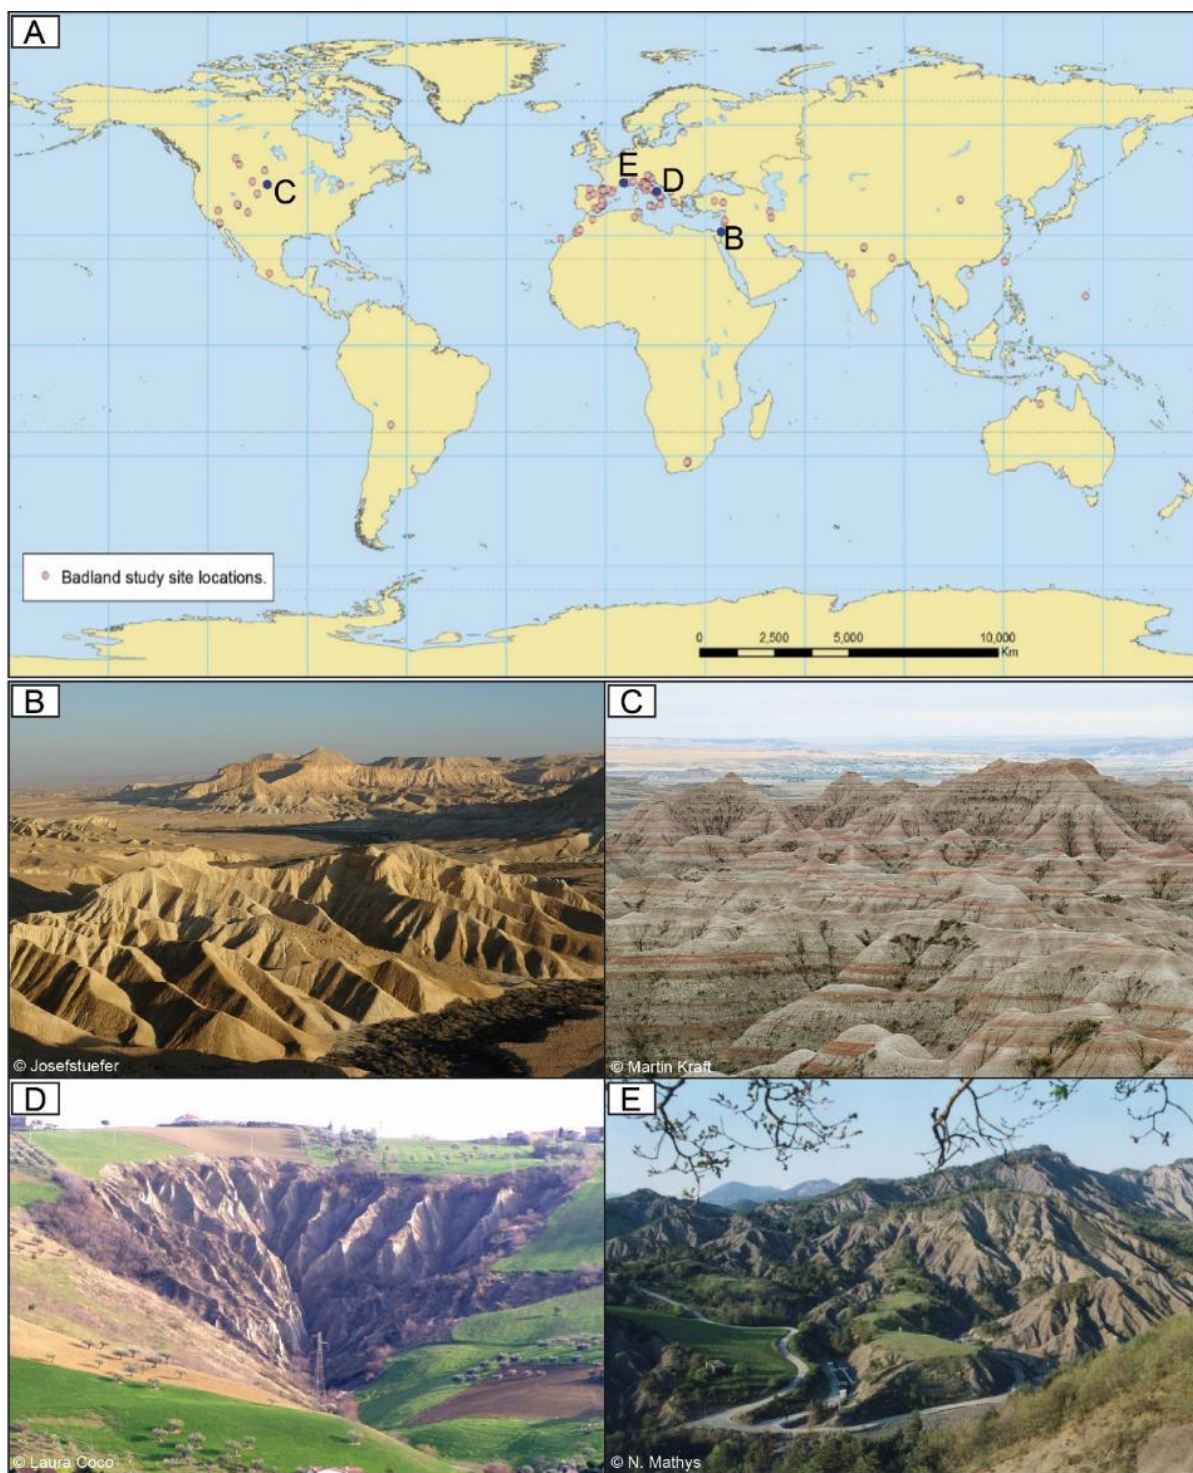 A
E
D
C
B
Badland study site locations.
0 2,500 5,000 10,000
Km
B
C
© Josefstuefer
© Martin Kraft
D
E
© Laura Coco
© N. Mathys